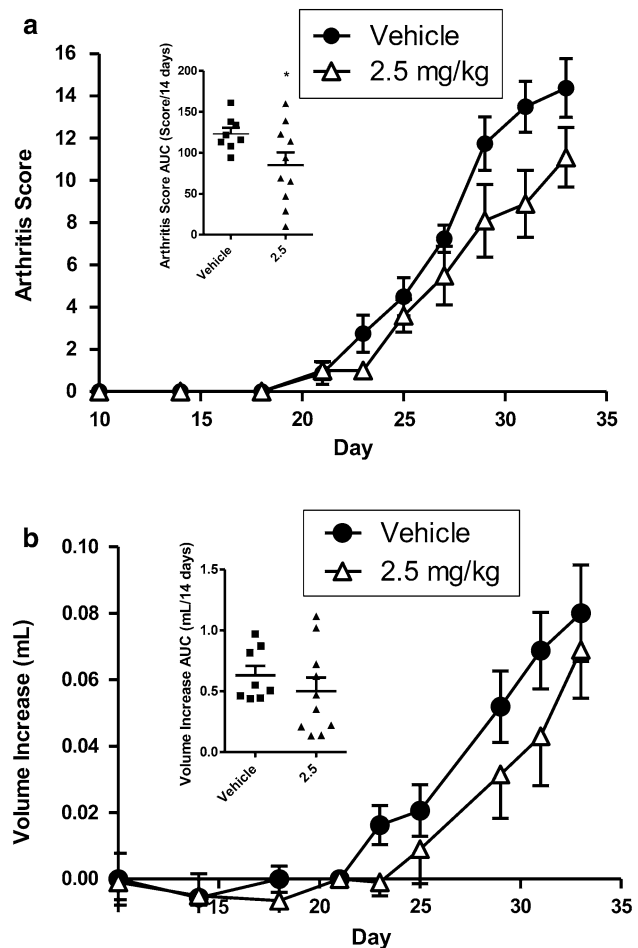 a
Vehicle
2.5 mg/kg
Arthritis Score
16
14
12
10
8
6
4
2
0
Arthritis Score AUC (Score/14 days)
200
150
100
50
0
*
Vehicle
2.5
10
15
20
25
30
35
Day
b
Vehicle
2.5 mg/kg
Volume Increase (mL)
0.10
0.08
0.06
0.04
0.02
0.00
Volume Increase AUC (mL/14 days)
1.5
1.0
0.5
0.0
Vehicle
2.5
15
20
25
30
35
Day